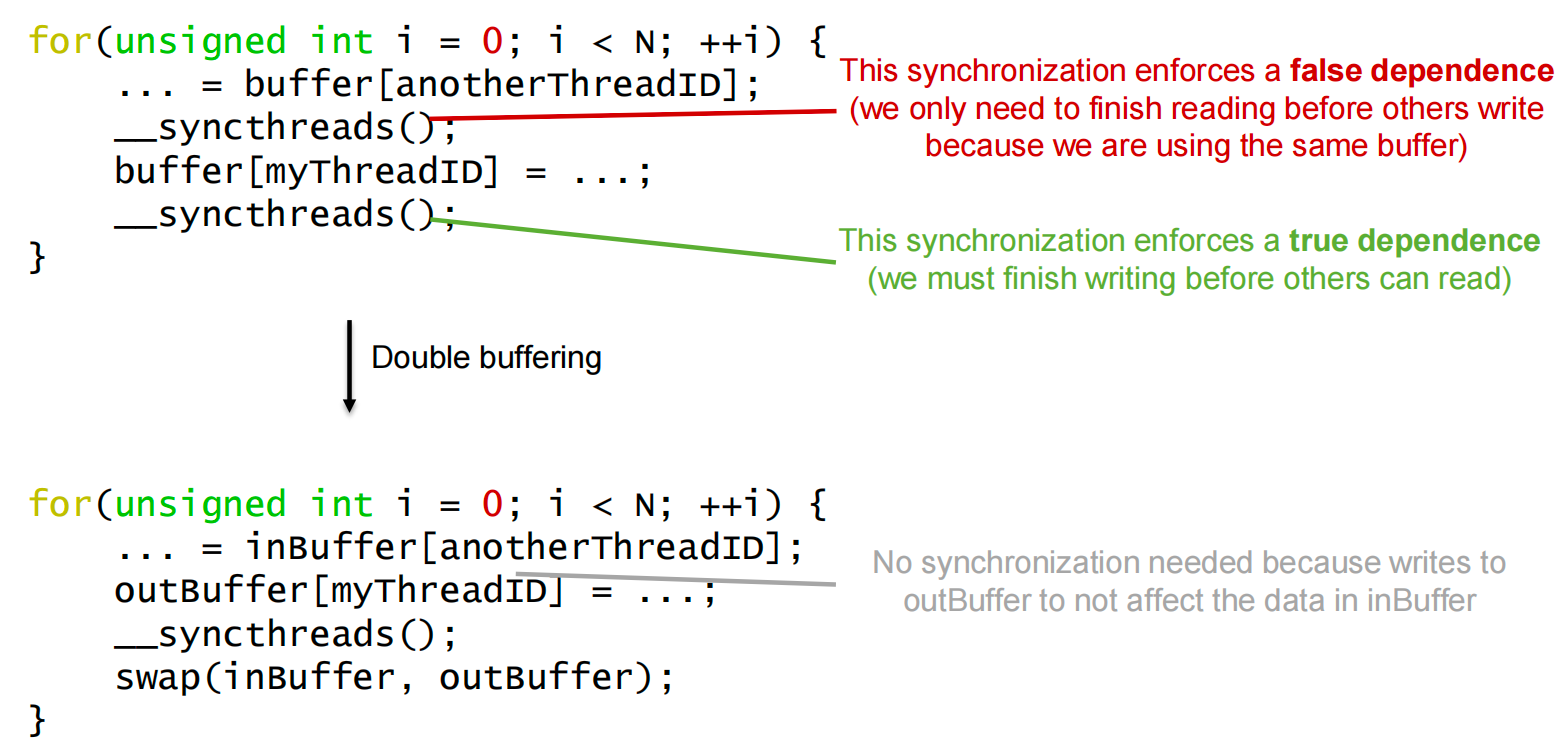 for(unsigned int i = 0; i < N; ++i) {
... = buffer[anotherThreadID];
__syncthreads();
buffer[myThreadID] = ...;
__syncthreads();
}
This synchronization enforces a false dependence
(we only need to finish reading before others write
because we are using the same buffer)
This synchronization enforces a true dependence
(we must finish writing before others can read)
Double buffering
for(unsigned int i = 0; i < N; ++i) {
... = inBuffer[anotherThreadID];
outBuffer[myThreadID] = ...;
__syncthreads();
swap(inBuffer, outBuffer);
}
No synchronization needed because writes to
outBuffer to not affect the data in inBuffer